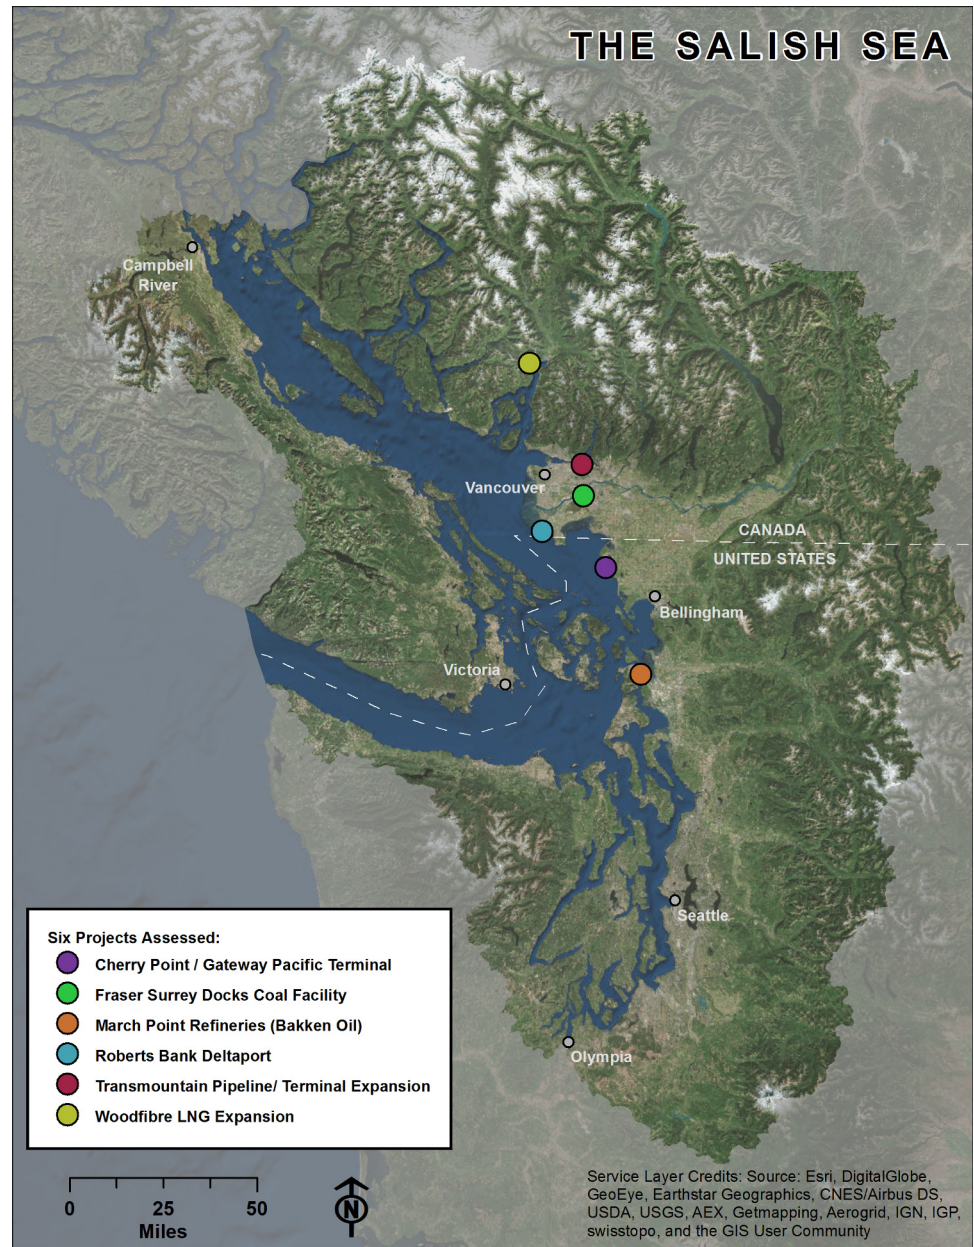 THE SALISH SEA
Campbell
River
Vancouver
CANADA
UNITED STATES
Bellingham
Victoria
Seattle
Olympia
Six Projects Assessed:
Cherry Point / Gateway Pacific Terminal
Fraser Surrey Docks Coal Facility
March Point Refineries (Bakken Oil)
Roberts Bank Deltaport
Transmountain Pipeline/ Terminal Expansion
Woodfibre LNG Expansion
0 25 50
Miles
N
Service Layer Credits: Source: Esri, DigitalGlobe,
GeoEye, Earthstar Geographics, CNES/Airbus DS,
USDA, USGS, AEX, Getmapping, Aerogrid, IGN, IGP,
swisstopo, and the GIS User Community